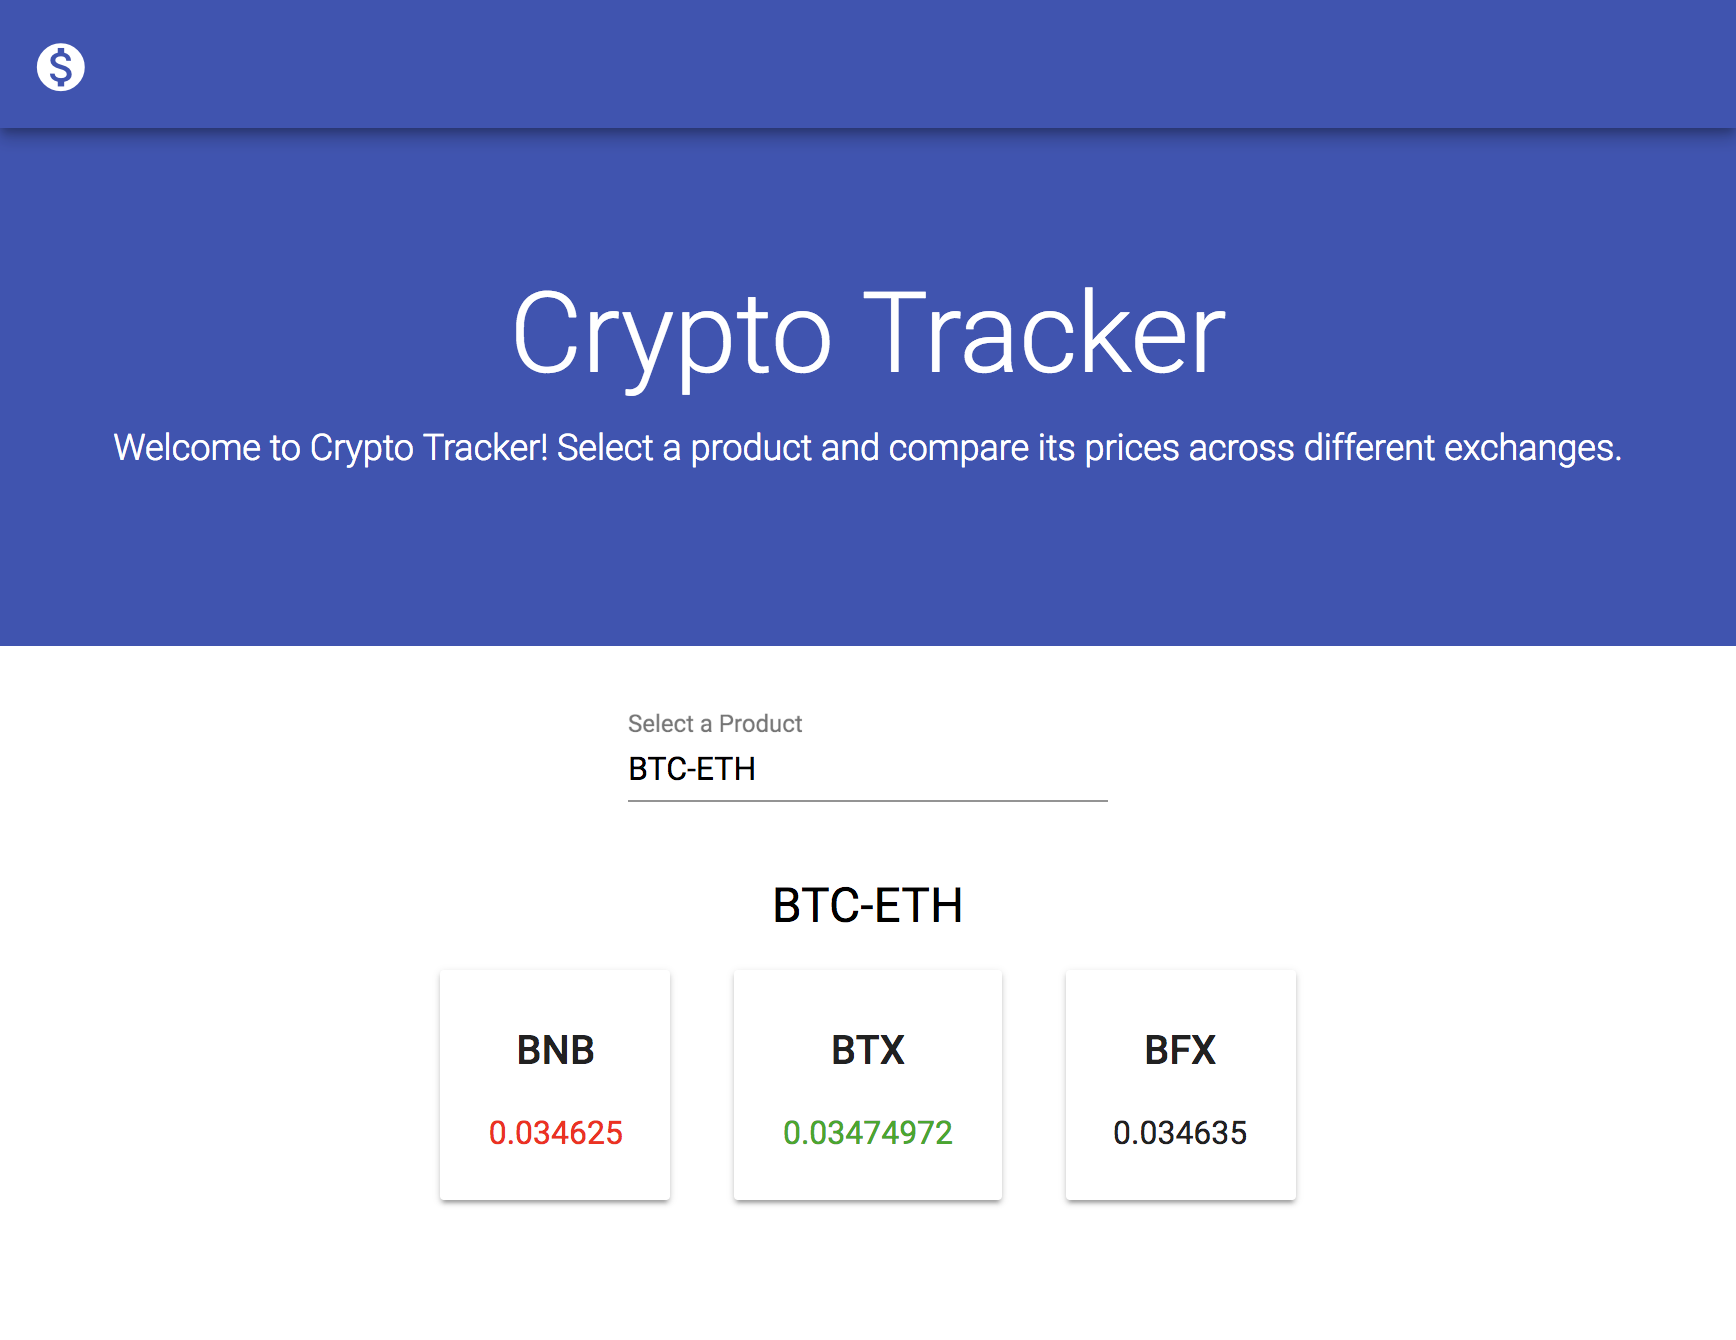 $
Crypto Tracker
Welcome to Crypto Tracker! Select a product and compare its prices across different exchanges.
Select a Product
BTC-ETH
BTC-ETH
BNB
BTX
BFX
0.034625
0.03474972
0.034635